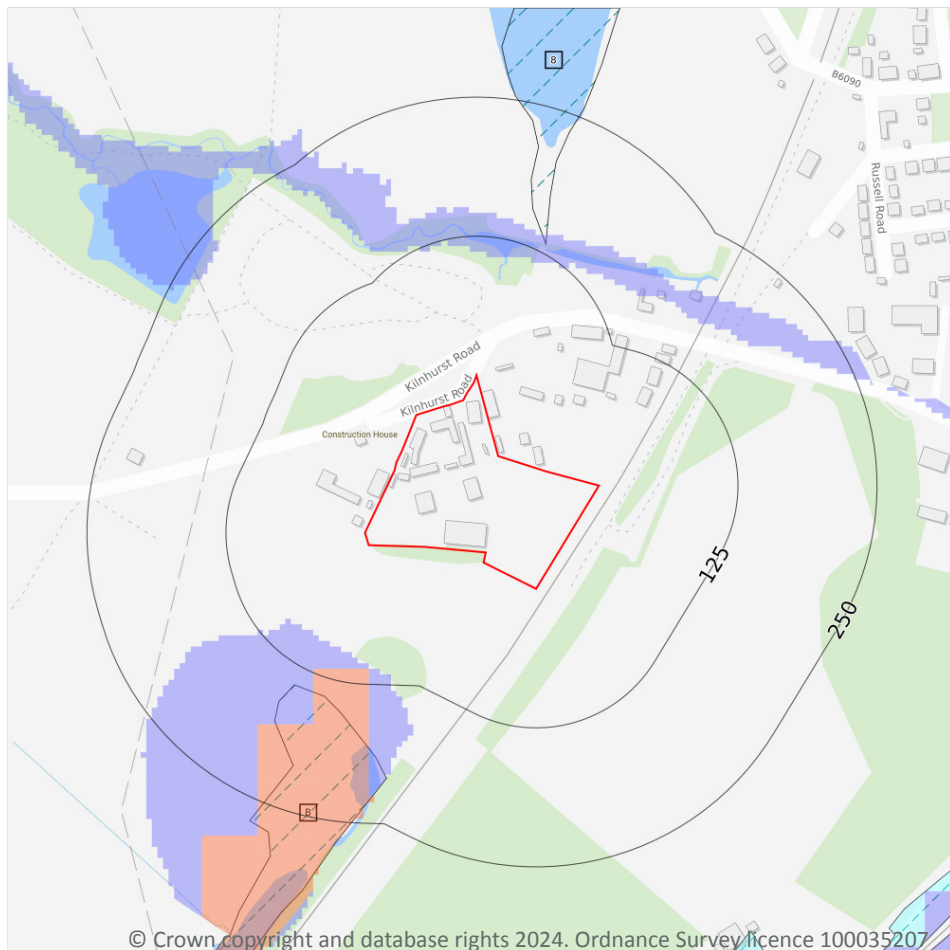 8
B6090
Russell Road
Kilnhurst Road
Kilnhurst Road
Construction House
125
250
B
© Crown copyright and database rights 2024. Ordnance Survey licence 100035207